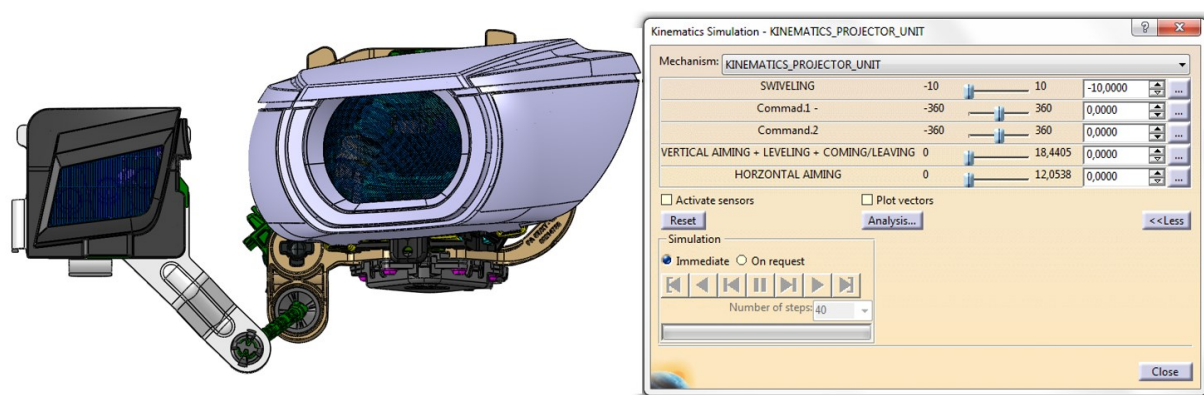 Kinematics Simulation - KINEMATICS_PROJECTOR_UNIT
Mechanism: KINEMATICS_PROJECTOR_UNIT
SWIVELING -10 10 -10,0000 ...
Commad.1 - -360 360 0,0000 ...
Command.2 -360 360 0,0000 ...
VERTICAL AIMING + LEVELING + COMING/LEAVING 0 18,4405 0,0000 ...
HORZONTAL AIMING 0 12,0538 0,0000 ...
Activate sensors Plot vectors
Reset Analysis... <<Less
Simulation
Immediate On request
Number of steps: 40
Close